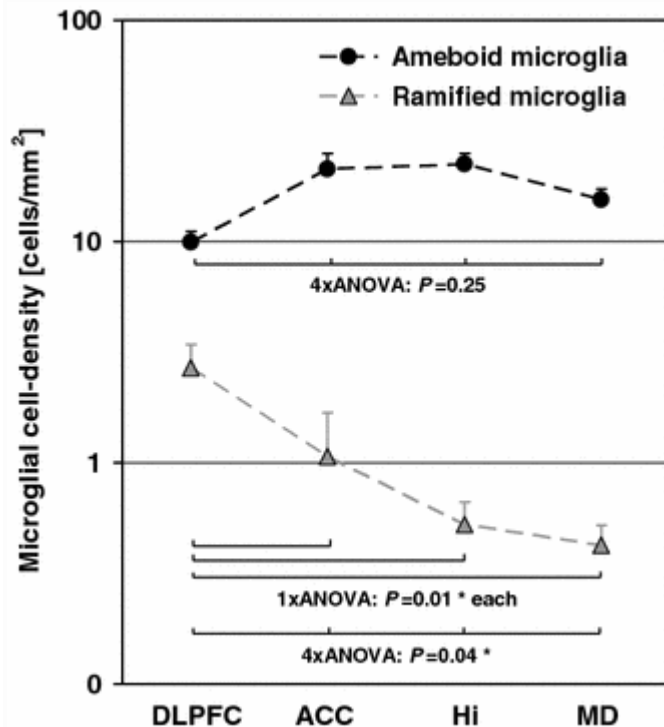 100
Ameboid microglia
Ramified microglia
Microglial cell-density [cells/mm²]
10
4xANOVA: P=0.25
1
1xANOVA: P=0.01 * each
4xANOVA: P=0.04 *
0
DLPFC ACC Hi MD